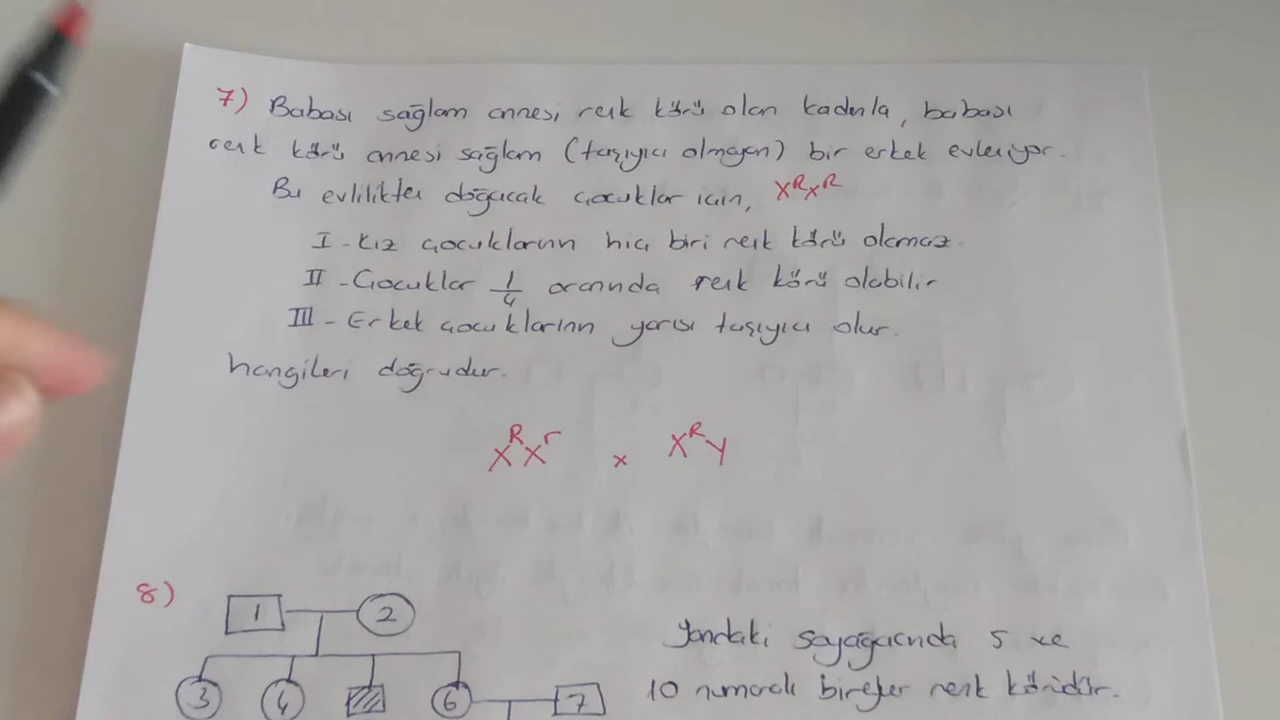 7) Babası sağlam annesi renk körü olan kadınla, babası
renk körü annesi sağlam (taşıyıcı olmayan) bir erkek evleniyor.
Bu evlilikten doğacak çocuklar için, XᴿXᴿ
I - Kız çocuklarının hiç biri renk körü olamaz.
II - Çocuklar 1/4 oranında renk körü olabilir
III - Erkek çocuklarının yarısı taşıyıcı olur.
hangileri doğrudur.
XᴿXʳ x XᴿY
8)
1 2
Yandaki soyağacında 5 ve
3 4 6 7
10 numaralı bireyler renk körüdür.